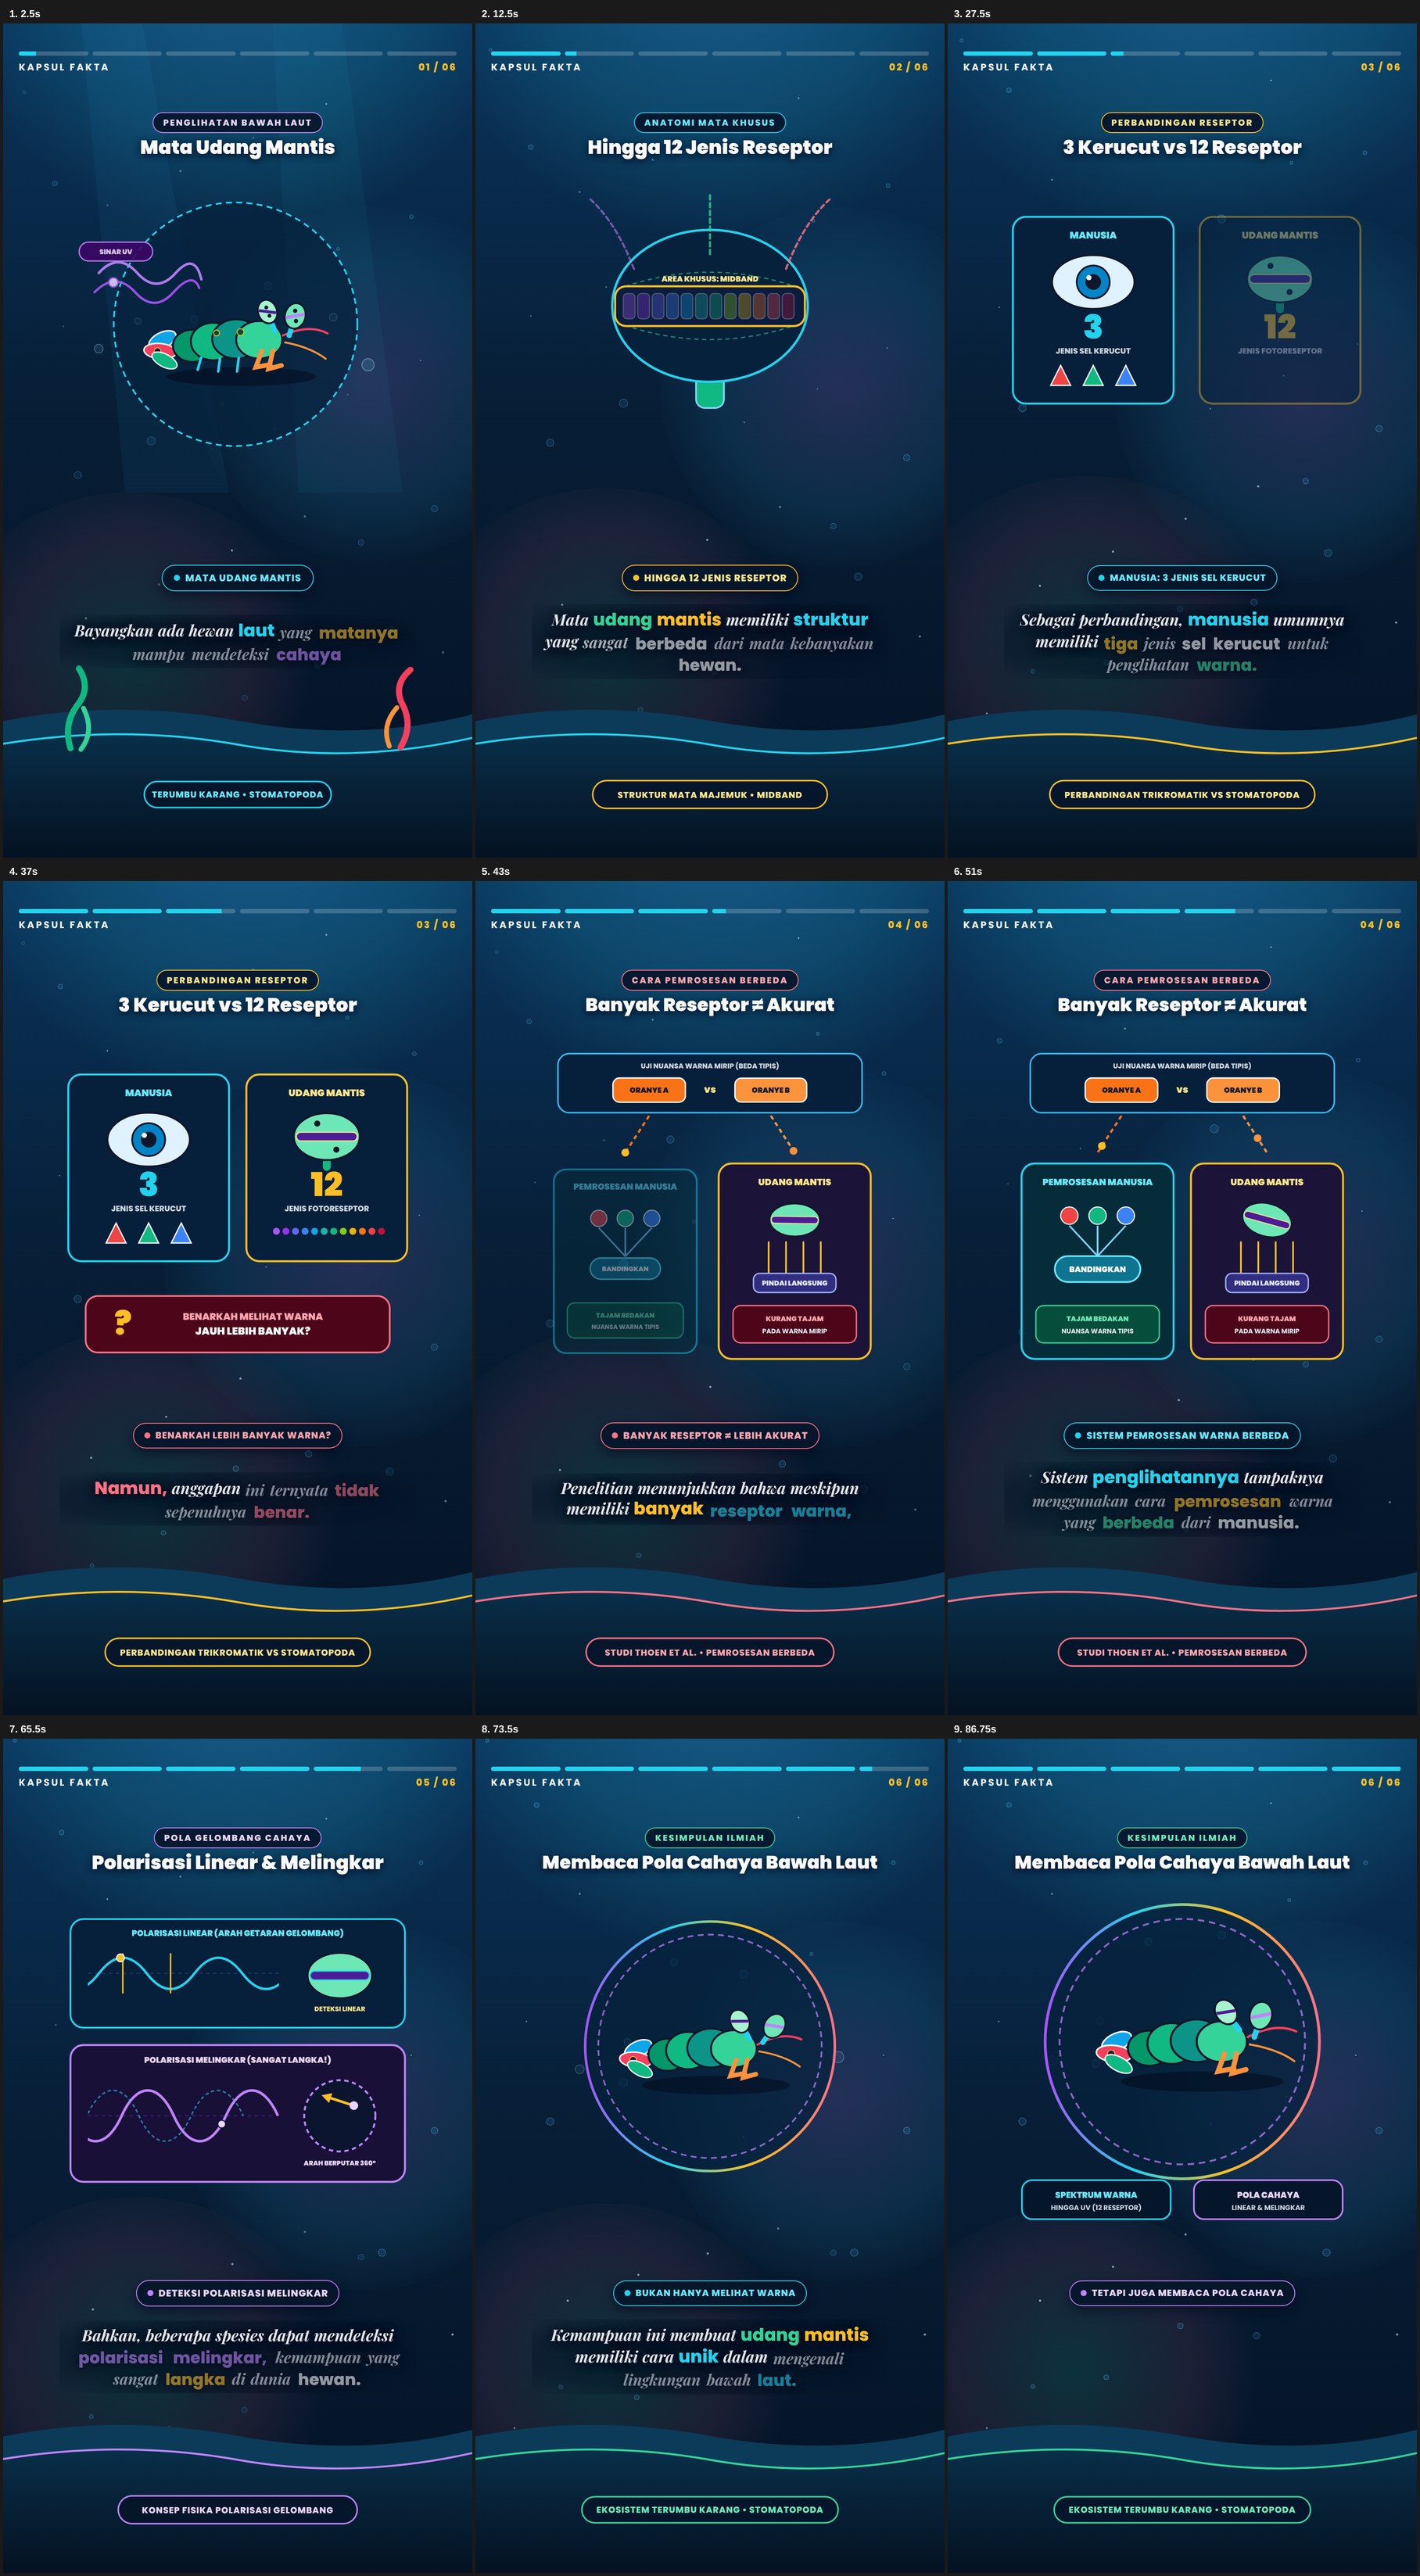 1. 2.5s
KAPSUL FAKTA
01 / 06
PENGLIHATAN BAWAH LAUT
Mata Udang Mantis
SINAR UV
MATA UDANG MANTIS
Bayangkan ada hewan laut yang matanya
mampu mendeteksi cahaya
TERUMBU KARANG • STOMATOPODA
2. 12.5s
KAPSUL FAKTA
02 / 06
ANATOMI MATA KHUSUS
Hingga 12 Jenis Reseptor
AREA KHUSUS: MIDBAND
HINGGA 12 JENIS RESEPTOR
Mata udang mantis memiliki struktur
yang sangat berbeda dari mata kebanyakan
hewan.
STRUKTUR MATA MAJEMUK • MIDBAND
3. 27.5s
KAPSUL FAKTA
03 / 06
PERBANDINGAN RESEPTOR
3 Kerucut vs 12 Reseptor
MANUSIA
3
JENIS SEL KERUCUT
UDANG MANTIS
12
JENIS FOTORESEPTOR
MANUSIA: 3 JENIS SEL KERUCUT
Sebagai perbandingan, manusia umumnya
memiliki tiga jenis sel kerucut untuk
penglihatan warna.
PERBANDINGAN TRIKROMATIK VS STOMATOPODA
4. 37s
KAPSUL FAKTA
03 / 06
PERBANDINGAN RESEPTOR
3 Kerucut vs 12 Reseptor
MANUSIA
3
JENIS SEL KERUCUT
UDANG MANTIS
12
JENIS FOTORESEPTOR
?
BENARKAH MELIHAT WARNA
JAUH LEBIH BANYAK?
BENARKAH LEBIH BANYAK WARNA?
Namun, anggapan ini ternyata tidak
sepenuhnya benar.
PERBANDINGAN TRIKROMATIK VS STOMATOPODA
5. 43s
KAPSUL FAKTA
04 / 06
CARA PEMROSESAN BERBEDA
Banyak Reseptor ≠ Akurat
UJI NUANSA WARNA MIRIP (BEDA TIPIS)
ORANYE A
VS
ORANYE B
PEMROSESAN MANUSIA
BANDINGKAN
TAJAM BEDAKAN
NUANSA WARNA TIPIS
UDANG MANTIS
PINDAI LANGSUNG
KURANG TAJAM
PADA WARNA MIRIP
BANYAK RESEPTOR ≠ LEBIH AKURAT
Penelitian menunjukkan bahwa meskipun
memiliki banyak reseptor warna,
STUDI THOEN ET AL. • PEMROSESAN BERBEDA
6. 51s
KAPSUL FAKTA
04 / 06
CARA PEMROSESAN BERBEDA
Banyak Reseptor ≠ Akurat
UJI NUANSA WARNA MIRIP (BEDA TIPIS)
ORANYE A
VS
ORANYE B
PEMROSESAN MANUSIA
BANDINGKAN
TAJAM BEDAKAN
NUANSA WARNA TIPIS
UDANG MANTIS
PINDAI LANGSUNG
KURANG TAJAM
PADA WARNA MIRIP
SISTEM PEMROSESAN WARNA BERBEDA
Sistem penglihatannya tampaknya
menggunakan cara pemrosesan warna
yang berbeda dari manusia.
STUDI THOEN ET AL. • PEMROSESAN BERBEDA
7. 65.5s
KAPSUL FAKTA
05 / 06
POLA GELOMBANG CAHAYA
Polarisasi Linear & Melingkar
POLARISASI LINEAR (ARAH GETARAN GELOMBANG)
DETEKSI LINEAR
POLARISASI MELINGKAR (SANGAT LANGKA!)
ARAH BERPUTAR 360°
DETEKSI POLARISASI MELINGKAR
Bahkan, beberapa spesies dapat mendeteksi
polarisasi melingkar, kemampuan yang
sangat langka di dunia hewan.
KONSEP FISIKA POLARISASI GELOMBANG
8. 73.5s
KAPSUL FAKTA
06 / 06
KESIMPULAN ILMIAH
Membaca Pola Cahaya Bawah Laut
BUKAN HANYA MELIHAT WARNA
Kemampuan ini membuat udang mantis
memiliki cara unik dalam mengenali
lingkungan bawah laut.
EKOSISTEM TERUMBU KARANG • STOMATOPODA
9. 86.75s
KAPSUL FAKTA
06 / 06
KESIMPULAN ILMIAH
Membaca Pola Cahaya Bawah Laut
SPEKTRUM WARNA
HINGGA UV (12 RESEPTOR)
POLA CAHAYA
LINEAR & MELINGKAR
TETAPI JUGA MEMBACA POLA CAHAYA
EKOSISTEM TERUMBU KARANG • STOMATOPODA